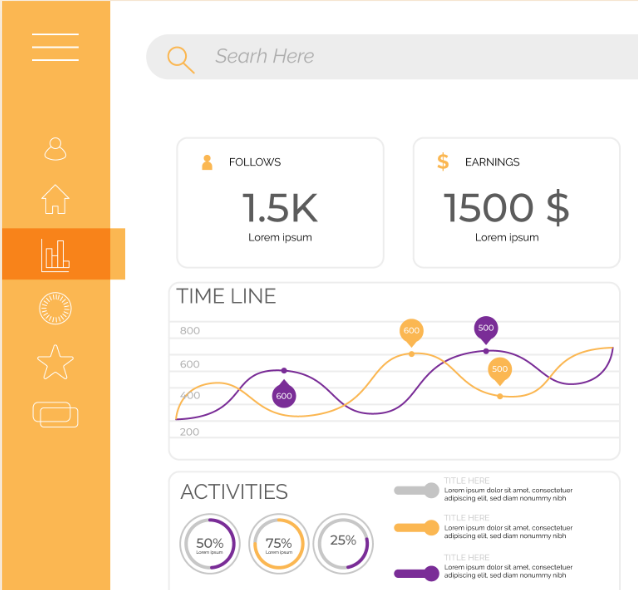 Searh Here
FOLLOWS
1.5K
Lorem ipsum
$ EARNINGS
1500 $
Lorem ipsum
TIME LINE
800
600
400
200
600
500
600
500
ACTIVITIES
50%
Lorem ipsum
75%
Lorem ipsum
25%
TITLE HERE
Lorem ipsum dolor sit amet, consectetuer
adipiscing elit, sed diam nonummy nibh
TITLE HERE
Lorem ipsum dolor sit amet, consectetuer
adipiscing elit, sed diam nonummy nibh
TITLE HERE
Lorem ipsum dolor sit amet, consectetuer
adipiscing elit, sed diam nonummy nibh